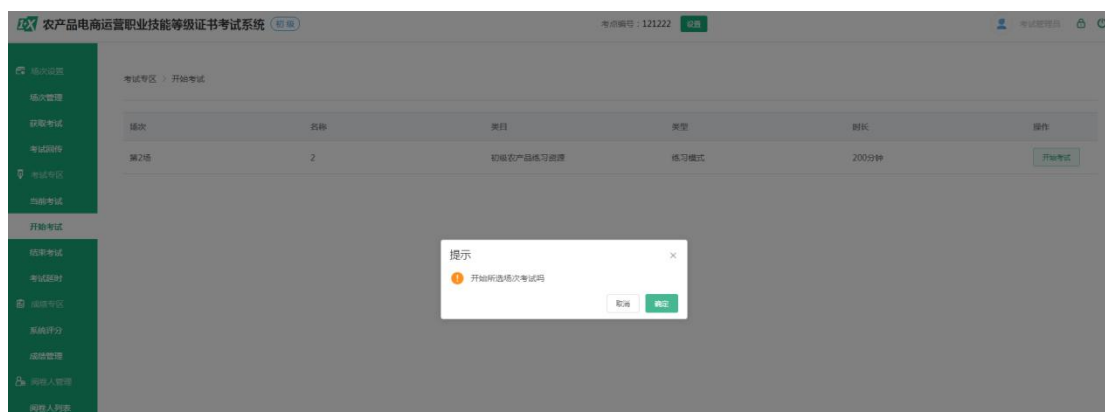 农产品电商运营职业技能等级证书考试系统 初级
考点编号：121222 设置
考试管理员
场次设置
场次管理
获取考试
考试回传
考试专区
当前考试
开始考试
结束考试
考试延时
成绩专区
系统评分
成绩管理
阅卷人管理
阅卷人列表
考试专区 > 开始考试
场次 名称 类目 类型 时长 操作
第2场 2 初级农产品练习资源 练习模式 200分钟 开始考试
提示 ×
开始所选场次考试吗
取消 确定